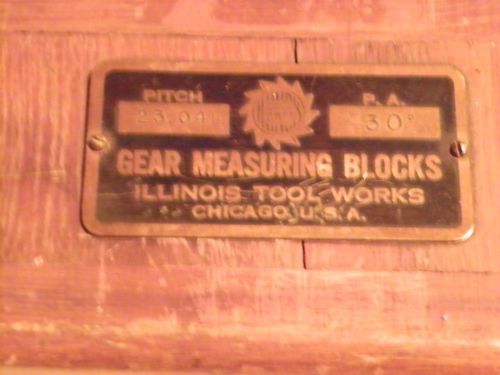 PITCH P. A.
23.04 30°
GEAR MEASURING BLOCKS
ILLINOIS TOOL WORKS
CHICAGO, U.S.A.